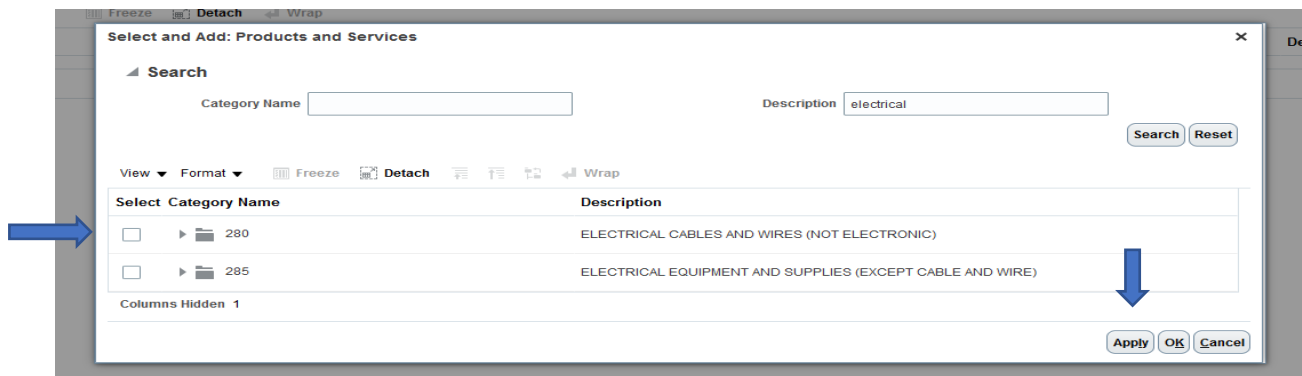 Freeze Detach Wrap
Select and Add: Products and Services ×
De
Search
Category Name Description electrical
Search Reset
View Format Freeze Detach Wrap
Select Category Name Description
280 ELECTRICAL CABLES AND WIRES (NOT ELECTRONIC)
285 ELECTRICAL EQUIPMENT AND SUPPLIES (EXCEPT CABLE AND WIRE)
Columns Hidden 1
Apply OK Cancel